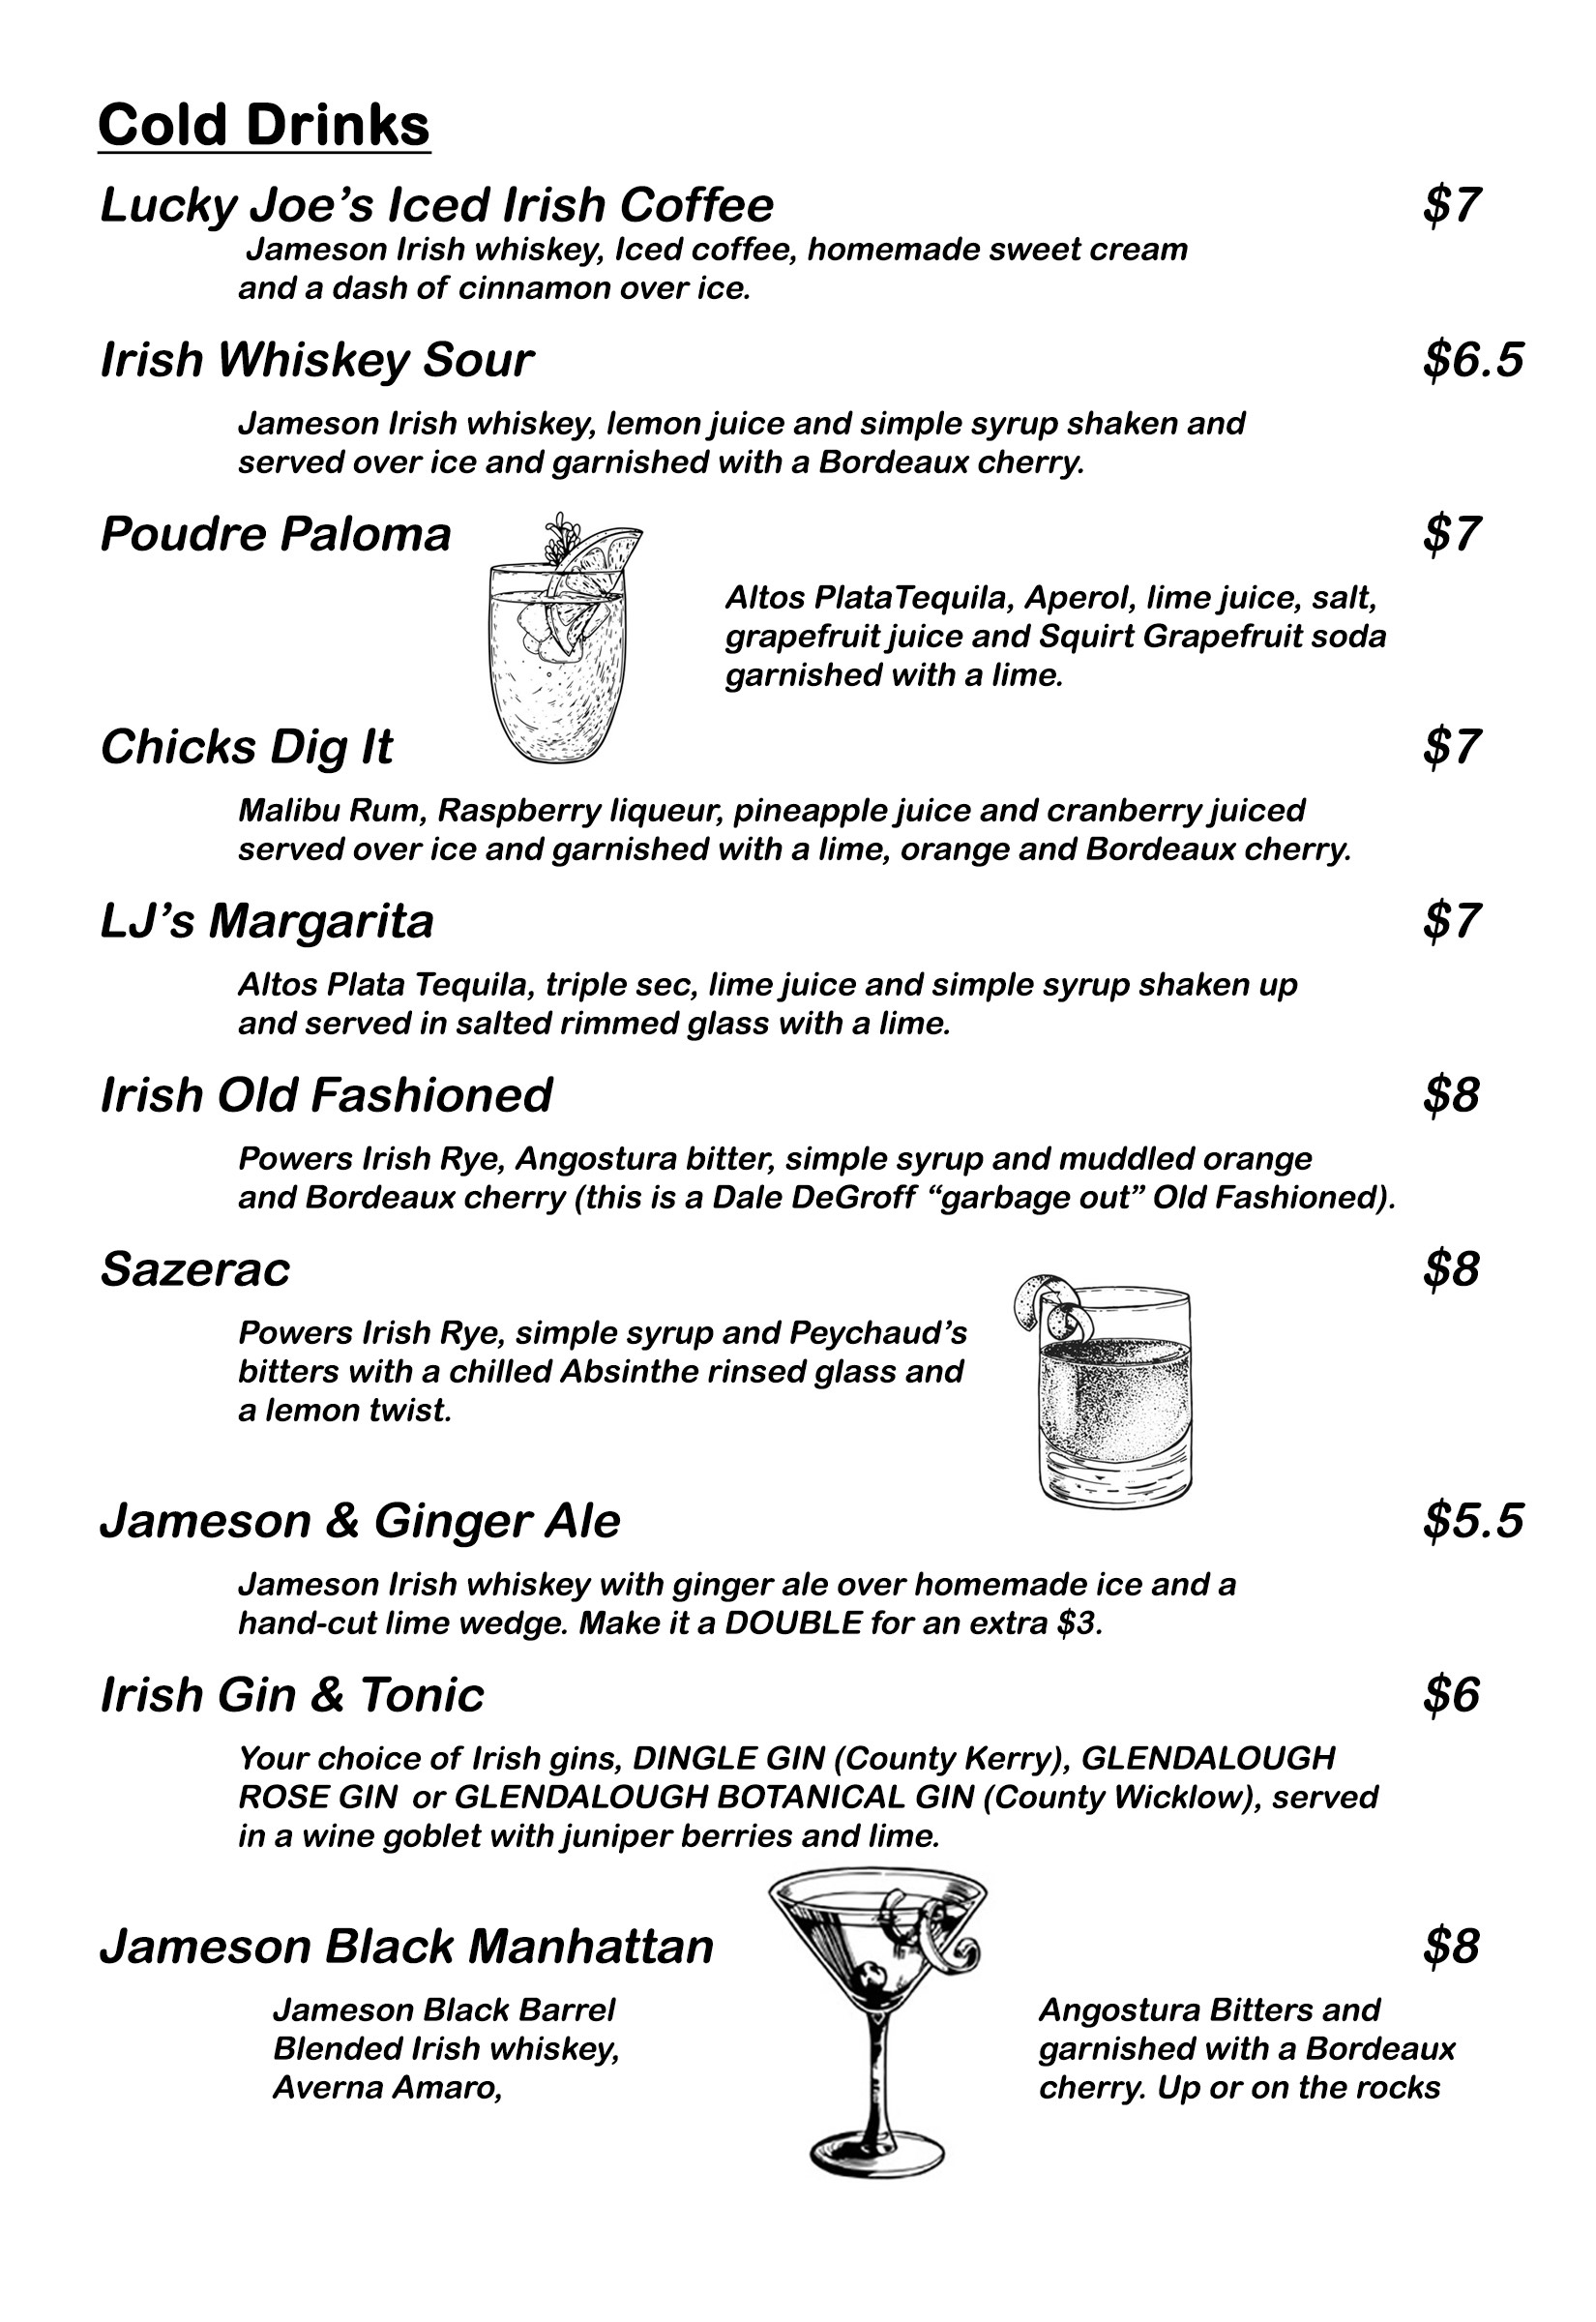 Cold Drinks
Lucky Joe’s Iced Irish Coffee $7
Jameson Irish whiskey, Iced coffee, homemade sweet cream
and a dash of cinnamon over ice.
Irish Whiskey Sour $6.5
Jameson Irish whiskey, lemon juice and simple syrup shaken and
served over ice and garnished with a Bordeaux cherry.
Poudre Paloma $7
Altos PlataTequila, Aperol, lime juice, salt,
grapefruit juice and Squirt Grapefruit soda
garnished with a lime.
Chicks Dig It $7
Malibu Rum, Raspberry liqueur, pineapple juice and cranberry juiced
served over ice and garnished with a lime, orange and Bordeaux cherry.
LJ’s Margarita $7
Altos Plata Tequila, triple sec, lime juice and simple syrup shaken up
and served in salted rimmed glass with a lime.
Irish Old Fashioned $8
Powers Irish Rye, Angostura bitter, simple syrup and muddled orange
and Bordeaux cherry (this is a Dale DeGroff “garbage out” Old Fashioned).
Sazerac $8
Powers Irish Rye, simple syrup and Peychaud’s
bitters with a chilled Absinthe rinsed glass and
a lemon twist.
Jameson & Ginger Ale $5.5
Jameson Irish whiskey with ginger ale over homemade ice and a
hand-cut lime wedge. Make it a DOUBLE for an extra $3.
Irish Gin & Tonic $6
Your choice of Irish gins, DINGLE GIN (County Kerry), GLENDALOUGH
ROSE GIN or GLENDALOUGH BOTANICAL GIN (County Wicklow), served
in a wine goblet with juniper berries and lime.
Jameson Black Manhattan $8
Jameson Black Barrel
Blended Irish whiskey,
Averna Amaro,
Angostura Bitters and
garnished with a Bordeaux
cherry. Up or on the rocks